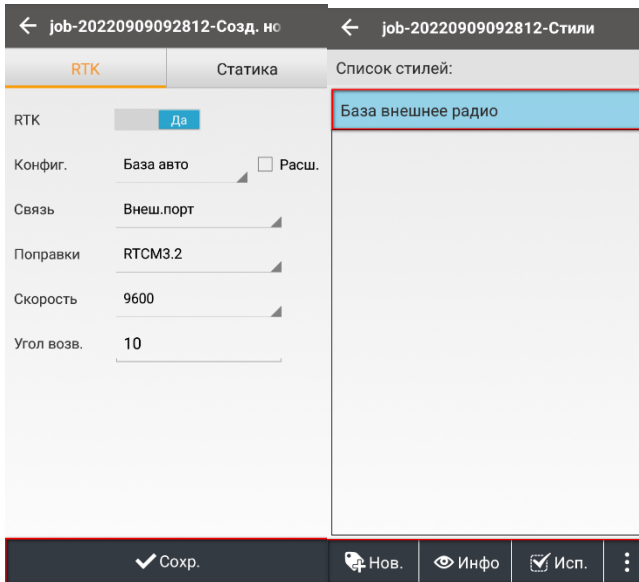 job-20220909092812-Созд. но
RTK
Статика
RTK
Да
Конфиг.
База авто
Расш.
Связь
Внеш.порт
Поправки
RTCM3.2
Скорость
9600
Угол возв.
10
Сохр.
job-20220909092812-Стили
Список стилей:
База внешнее радио
Нов.
Инфо
Исп.